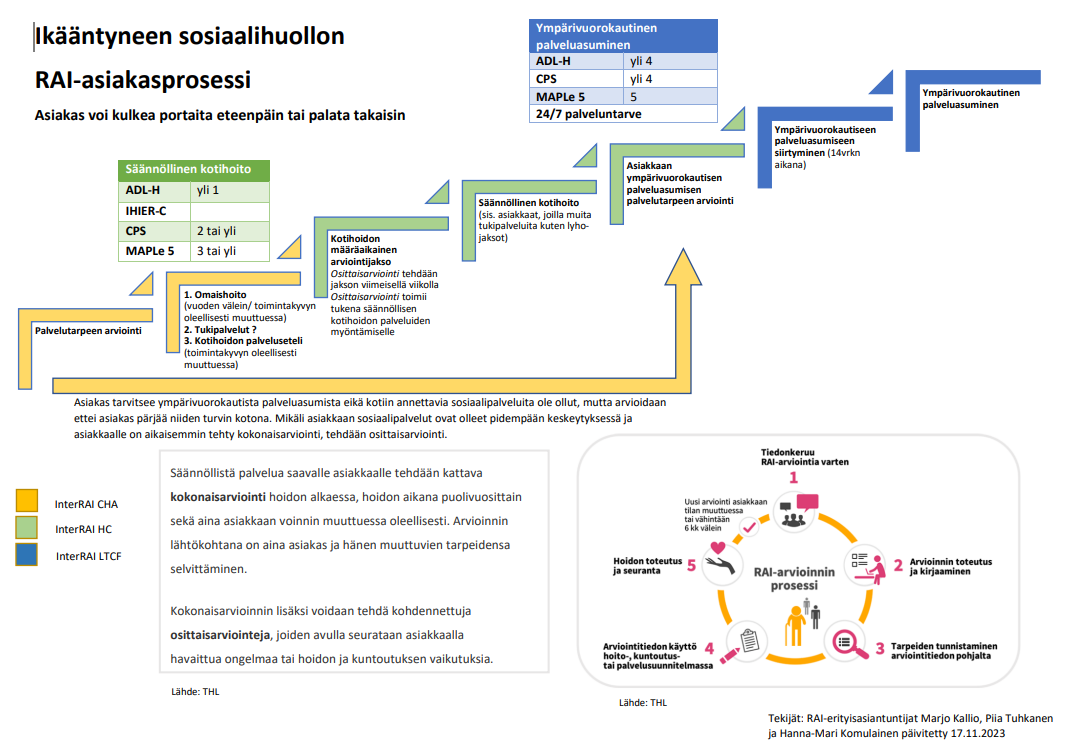 Ikääntyneen sosiaalihuollon
RAI-asiakasprosessi
Asiakas voi kulkea portaita eteenpäin tai palata takaisin
Ympärivuorokautinen
palveluasuminen
ADL-H yli 4
CPS yli 4
MAPLe 5 5
24/7 palveluntarve
Säännöllinen kotihoito
ADL-H yli 1
IHIER-C
CPS 2 tai yli
MAPLe 5 3 tai yli
Palvelutarpeen arviointi
1. Omaishoito
(vuoden välein/ toimintakyvyn
oleellisesti muuttuessa)
2. Tukipalvelut ?
3. Kotihoidon palveluseteli
(toimintakyvyn oleellisesti
muuttuessa)
Kotihoidon
määräaikainen
arviointijakso
Osittaisarviointi tehdään
jakson viimeisellä viikolla
Osittaisarviointi toimii
tukena säännöllisen
kotihoidon palveluiden
myöntämiselle
Säännöllinen kotihoito
(sis. asiakkaat, joilla muita
tukipalveluita kuten lyho-
jaksot)
Asiakkaan
ympärivuorokautisen
palveluasumisen
palvelutarpeen arviointi
Ympärivuorokautiseen
palveluasumiseen
siirtyminen (14vrkn
aikana)
Ympärivuorokautinen
palveluasuminen
Asiakas tarvitsee ympärivuorokautista palveluasumista eikä kotiin annettavia sosiaalipalveluita ole ollut, mutta arvioidaan
ettei asiakas pärjää niiden turvin kotona. Mikäli asiakkaan sosiaalipalvelut ovat olleet pidempään keskeytyksessä ja
asiakkaalle on aikaisemmin tehty kokonaisarviointi, tehdään osittaisarviointi.
InterRAI CHA
InterRAI HC
InterRAI LTCF
Säännöllistä palvelua saavalle asiakkaalle tehdään kattava
kokonaisarviointi hoidon alkaessa, hoidon aikana puolivuosittain
sekä aina asiakkaan voinnin muuttuessa oleellisesti. Arvioinnin
lähtökohtana on aina asiakas ja hänen muuttuvien tarpeidensa
selvittäminen.
Kokonaisarvioinnin lisäksi voidaan tehdä kohdennettuja
osittaisarviointeja, joiden avulla seurataan asiakkaalla
havaittua ongelmaa tai hoidon ja kuntoutuksen vaikutuksia.
Lähde: THL
Tiedonkeruu
RAI-arviointia varten
1
Uusi arviointi asiakkaan
tilan muuttuessa
tai vähintään
6 kk välein
Hoidon toteutus
ja seuranta
5
RAI-arvioinnin
prosessi
2
Arvioinnin toteutus
ja kirjaaminen
Arviointitiedon käyttö
hoito-, kuntoutus-
tai palvelusuunnitelmassa
4
3
Tarpeiden tunnistaminen
arviointitiedon pohjalta
Lähde: THL
Tekijät: RAI-erityisasiantuntijat Marjo Kallio, Piia Tuhkanen
ja Hanna-Mari Komulainen päivitetty 17.11.2023